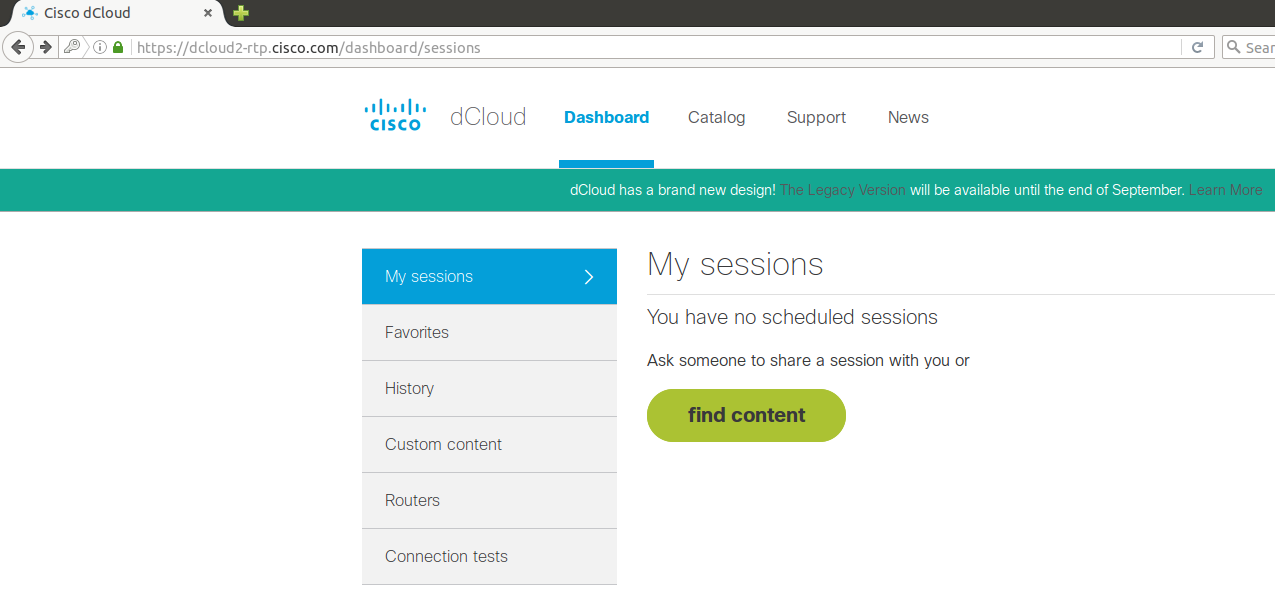 Cisco dCloud
https://dcloud2-rtp.cisco.com/dashboard/sessions
Sear
CISCO dCloud Dashboard Catalog Support News
dCloud has a brand new design! The Legacy Version will be available until the end of September. Learn More
My sessions
Favorites
History
Custom content
Routers
Connection tests
My sessions
You have no scheduled sessions
Ask someone to share a session with you or
find content